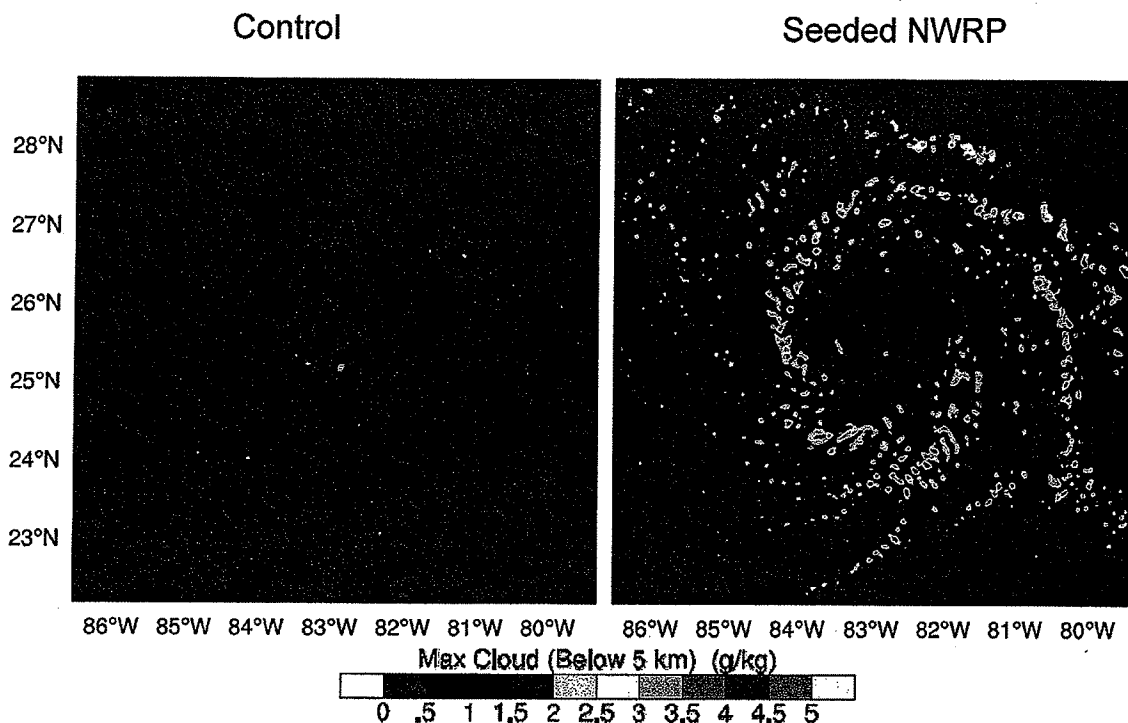 Control
Seeded NWRP
28°N
27°N
26°N
25°N
24°N
23°N
86°W 85°W 84°W 83°W 82°W 81°W 80°W
86°W 85°W 84°W 83°W 82°W 81°W 80°W
Max Cloud (Below 5 km) (g/kg)
0 .5 1 1.5 2 2.5 3 3.5 4 4.5 5